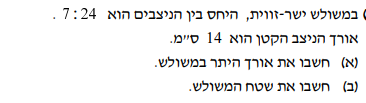 ) במשולש ישר-זווית, היחס בין הניצבים הוא 7:24 .
אורך הניצב הקטן הוא 14 ס״מ.
(א) חשבו את אורך היתר במשולש.
(ב) חשבו את שטח המשולש.